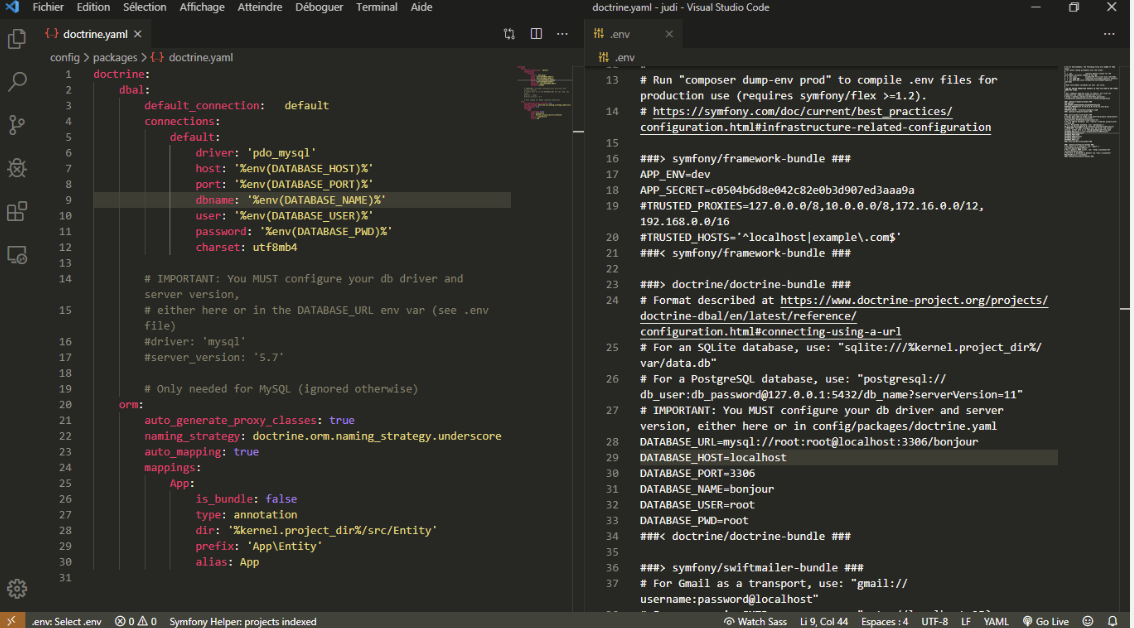 Fichier Edition Sélection Affichage Atteindre Déboguer Terminal Aide
doctrine.yaml - judi - Visual Studio Code
{ } doctrine.yaml ×
config > packages > { } doctrine.yaml
1 doctrine:
2 dbal:
3 default_connection: default
4 connections:
5 default:
6 driver: 'pdo_mysql'
7 host: '%env(DATABASE_HOST)%'
8 port: '%env(DATABASE_PORT)%'
9 dbname: '%env(DATABASE_NAME)%'
10 user: '%env(DATABASE_USER)%'
11 password: '%env(DATABASE_PWD)%'
12 charset: utf8mb4
13
14 # IMPORTANT: You MUST configure your db driver and
server version,
15 # either here or in the DATABASE_URL env var (see .env
file)
16 #driver: 'mysql'
17 #server_version: '5.7'
18
19 # Only needed for MySQL (ignored otherwise)
20 orm:
21 auto_generate_proxy_classes: true
22 naming_strategy: doctrine.orm.naming_strategy.underscore
23 auto_mapping: true
24 mappings:
25 App:
26 is_bundle: false
27 type: annotation
28 dir: '%kernel.project_dir%/src/Entity'
29 prefix: 'App\Entity'
30 alias: App
31
.env ×
.env
13 # Run "composer dump-env prod" to compile .env files for
production use (requires symfony/flex >=1.2).
14 # https://symfony.com/doc/current/best_practices/
configuration.html#infrastructure-related-configuration
15
16 ###> symfony/framework-bundle ###
17 APP_ENV=dev
18 APP_SECRET=c0504b6d8e042c82e0b3d907ed3aaa9a
19 #TRUSTED_PROXIES=127.0.0.0/8,10.0.0.0/8,172.16.0.0/12,
192.168.0.0/16
20 #TRUSTED_HOSTS='^localhost|example\.com$'
21 ###< symfony/framework-bundle ###
22
23 ###> doctrine/doctrine-bundle ###
24 # Format described at https://www.doctrine-project.org/projects/
doctrine-dbal/en/latest/reference/
configuration.html#connecting-using-a-url
25 # For an SQLite database, use: "sqlite:///%kernel.project_dir%/
var/data.db"
26 # For a PostgreSQL database, use: "postgresql://
db_user:db_password@127.0.0.1:5432/db_name?serverVersion=11"
27 # IMPORTANT: You MUST configure your db driver and server
version, either here or in config/packages/doctrine.yaml
28 DATABASE_URL=mysql://root:root@localhost:3306/bonjour
29 DATABASE_HOST=localhost
30 DATABASE_PORT=3306
31 DATABASE_NAME=bonjour
32 DATABASE_USER=root
33 DATABASE_PWD=root
34 ###< doctrine/doctrine-bundle ###
35
36 ###> symfony/swiftmailer-bundle ###
37 # For Gmail as a transport, use: "gmail://
username:password@localhost"
.env: Select .env 0 0 Symfony Helper: projects indexed Watch Sass Li 9, Col 44 Espaces : 4 UTF-8 LF YAML Go Live